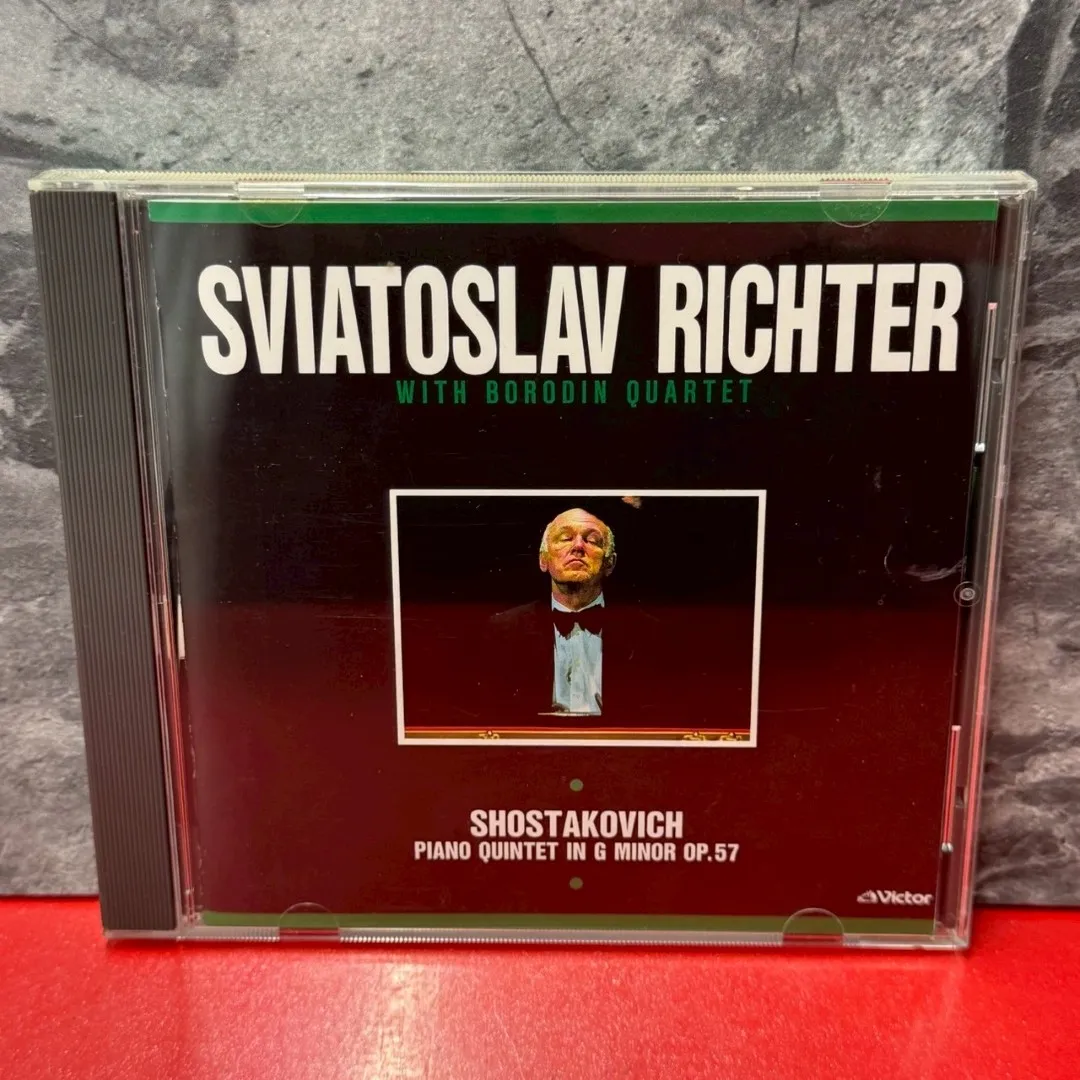 SVIATOSLAV RICHTER
WITH BORODIN QUARTET
SHOSTAKOVICH
PIANO QUINTET IN G MINOR OP.57
Victor